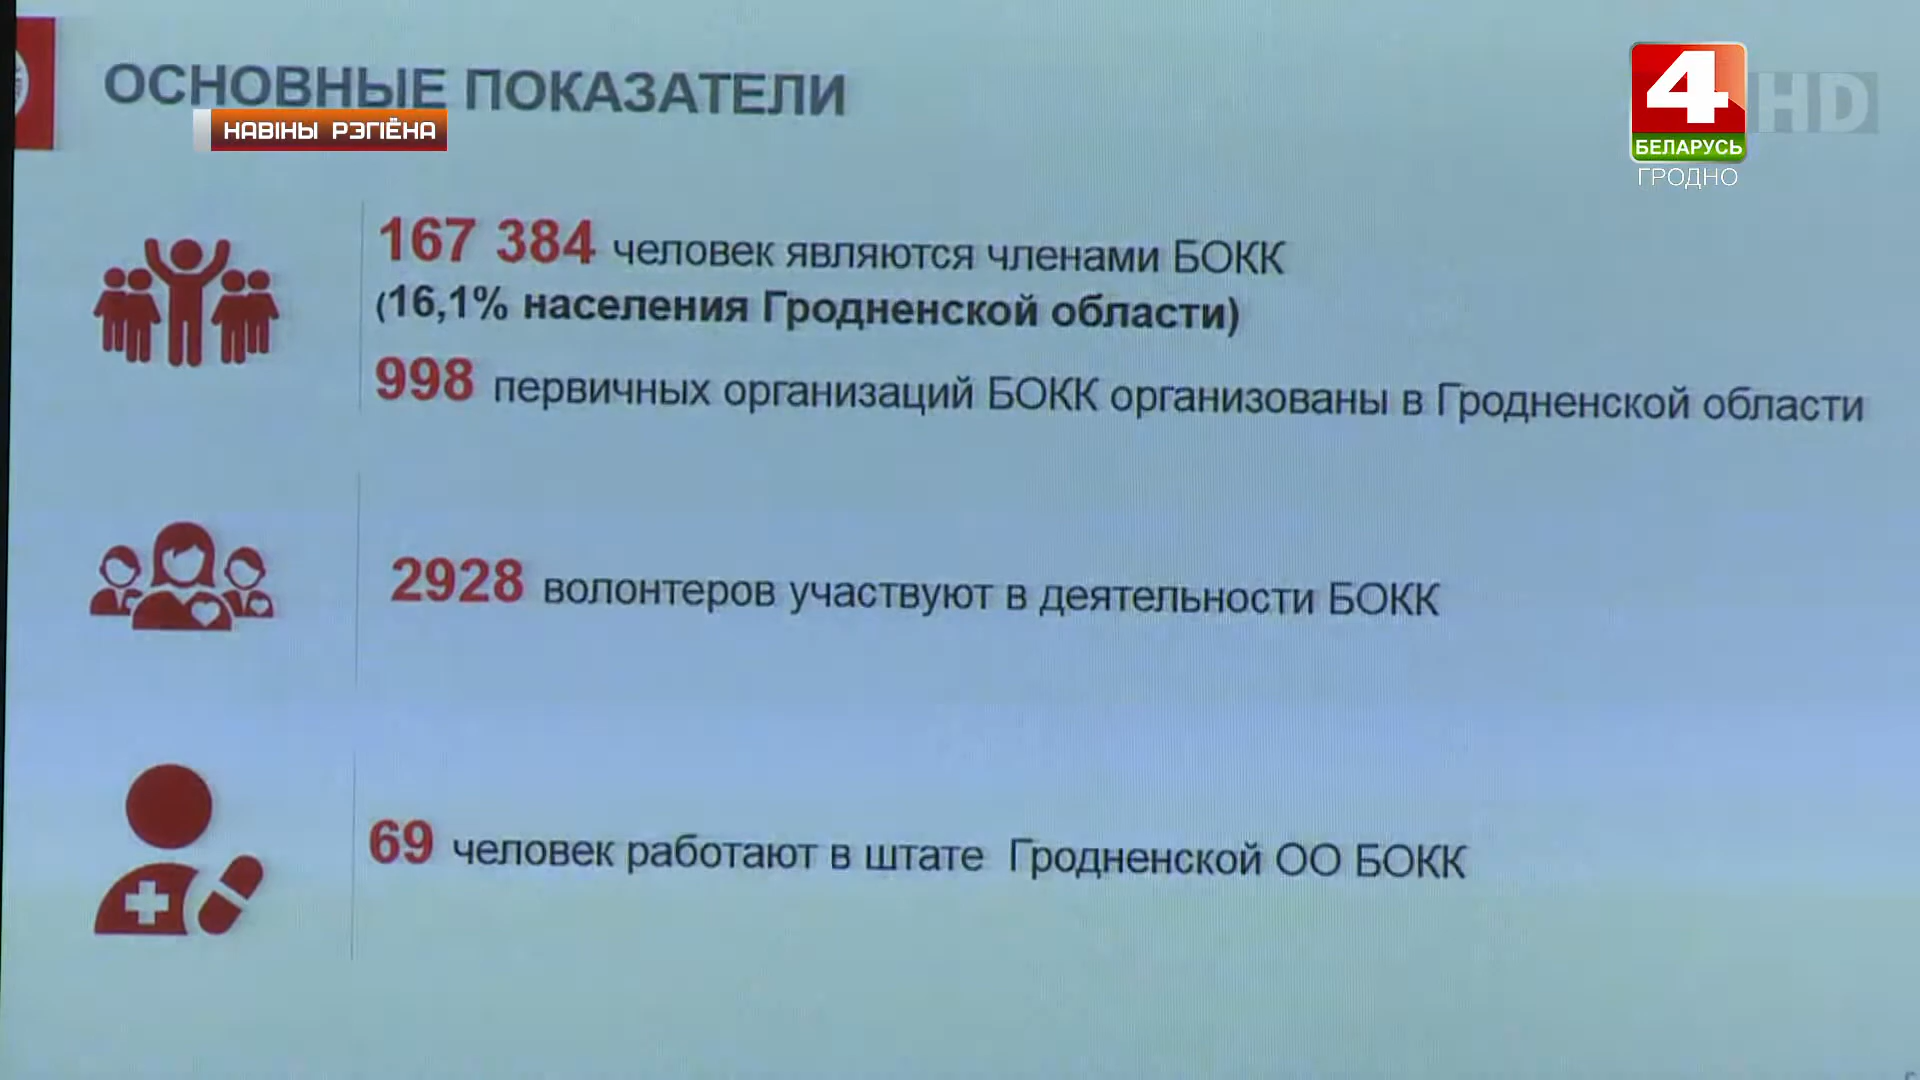 ОСНОВНЫЕ ПОКАЗАТЕЛИ
НАВІНЫ РЭГІЁНА
4 HD
БЕЛАРУСЬ
ГРОДНО
167 384 человек являются членами БОКК
(16,1% населения Гродненской области)
998 первичных организаций БОКК организованы в Гродненской области
2928 волонтеров участвуют в деятельности БОКК
69 человек работают в штате Гродненской ОО БОКК